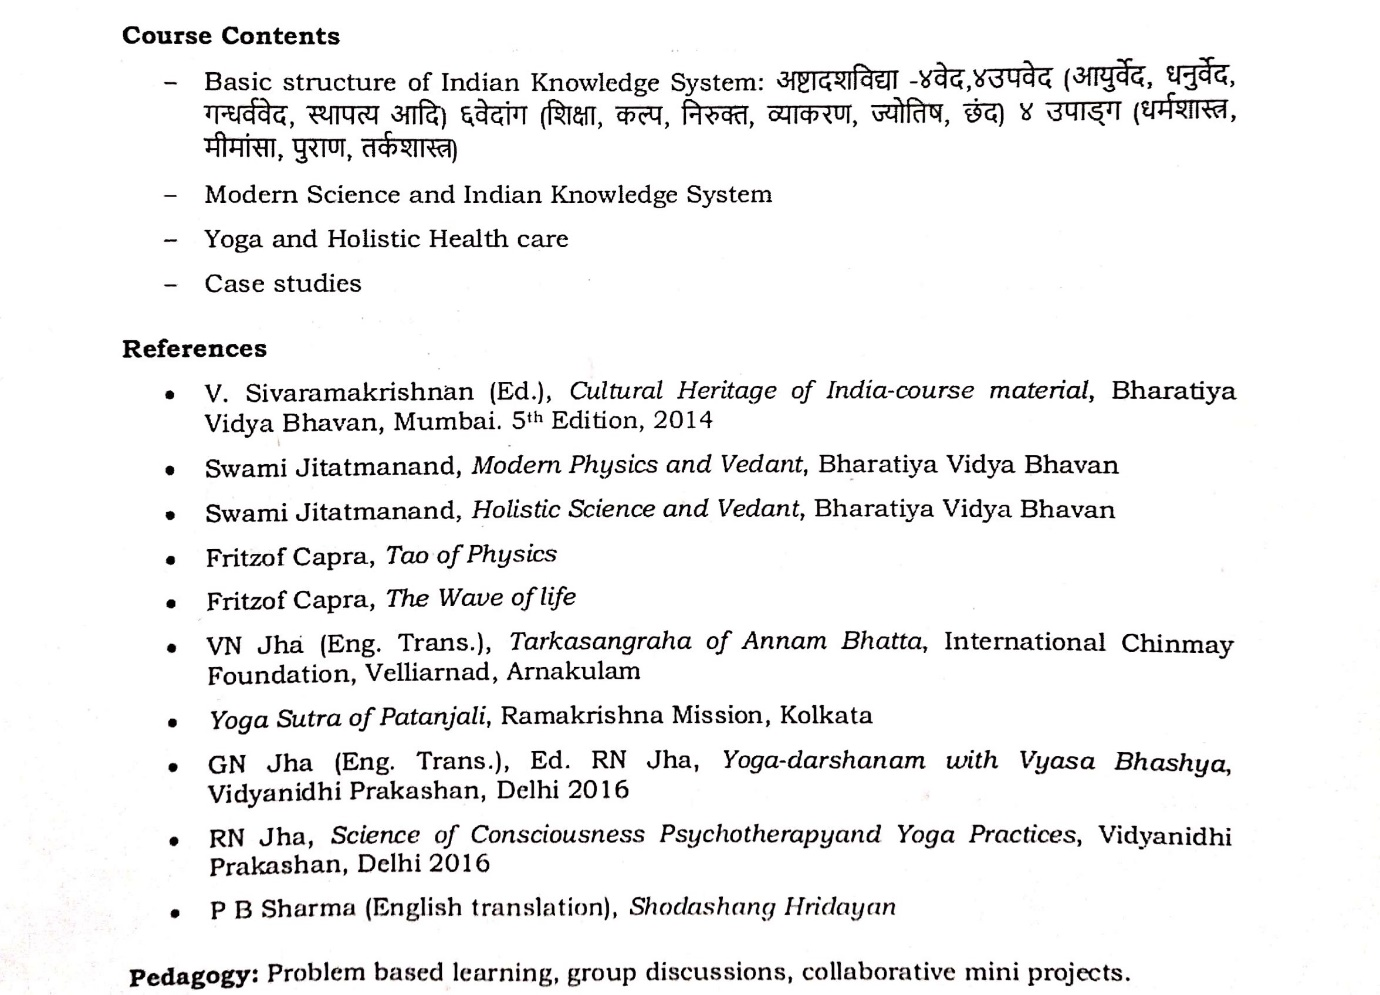 Course Contents
– Basic structure of Indian Knowledge System: अष्टादशविद्या -४वेद,४उपवेद (आयुर्वेद, धनुर्वेद,
गन्धर्ववेद, स्थापत्य आदि) ६वेदांग (शिक्षा, कल्प, निरुक्त, व्याकरण, ज्योतिष, छंद) ४ उपाड्ग (धर्मशास्त्र,
मीमांसा, पुराण, तर्कशास्त्र)
– Modern Science and Indian Knowledge System
– Yoga and Holistic Health care
– Case studies
References
• V. Sivaramakrishnan (Ed.), Cultural Heritage of India-course material, Bharatiya
Vidya Bhavan, Mumbai. 5th Edition, 2014
• Swami Jitatmanand, Modern Physics and Vedant, Bharatiya Vidya Bhavan
• Swami Jitatmanand, Holistic Science and Vedant, Bharatiya Vidya Bhavan
• Fritzof Capra, Tao of Physics
• Fritzof Capra, The Wave of life
• VN Jha (Eng. Trans.), Tarkasangraha of Annam Bhatta, International Chinmay
Foundation, Velliarnad, Arnakulam
• Yoga Sutra of Patanjali, Ramakrishna Mission, Kolkata
• GN Jha (Eng. Trans.), Ed. RN Jha, Yoga-darshanam with Vyasa Bhashya,
Vidyanidhi Prakashan, Delhi 2016
• RN Jha, Science of Consciousness Psychotherapyand Yoga Practices, Vidyanidhi
Prakashan, Delhi 2016
• P B Sharma (English translation), Shodashang Hridayan
Pedagogy: Problem based learning, group discussions, collaborative mini projects.